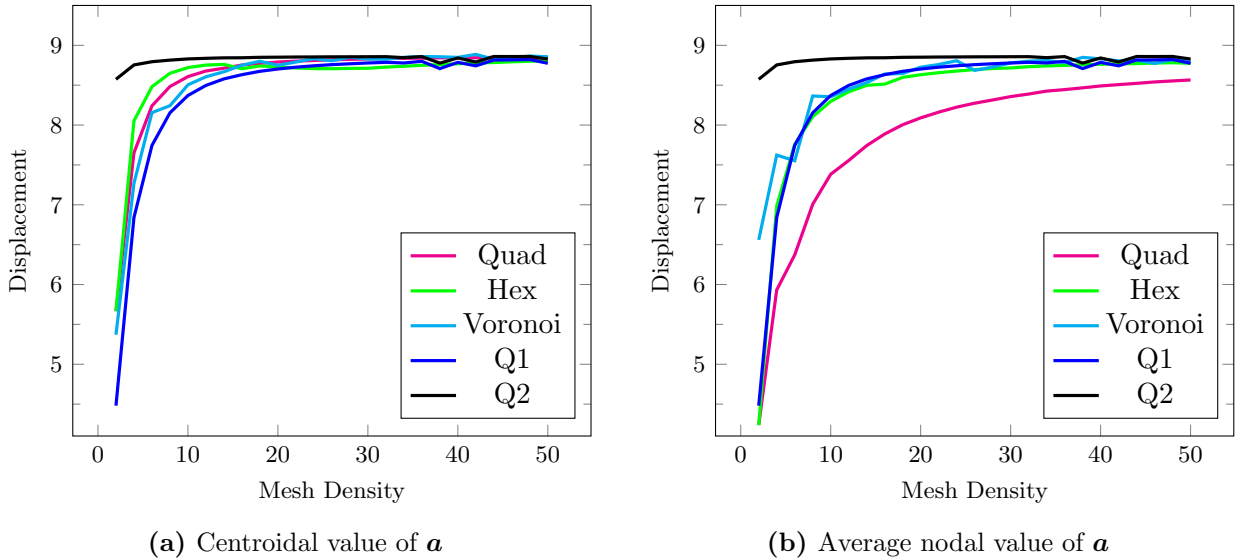 9
8
7
6
5
Displacement
0 10 20 30 40 50
Mesh Density
Quad
Hex
Voronoi
Q1
Q2
(a) Centroidal value of a
9
8
7
6
5
Displacement
0 10 20 30 40 50
Mesh Density
Quad
Hex
Voronoi
Q1
Q2
(b) Average nodal value of a